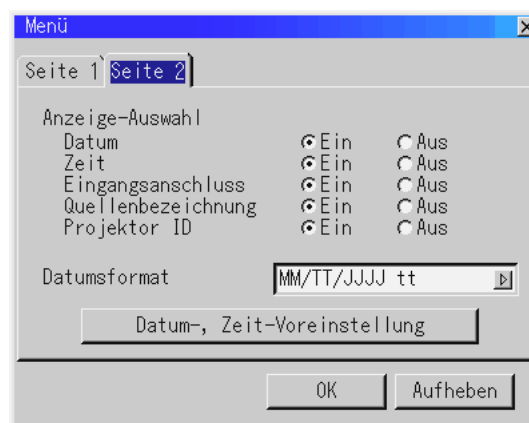 Menü
Seite 1 Seite 2
Anzeige-Auswahl
Datum Ein Aus
Zeit Ein Aus
Eingangsanschluss Ein Aus
Quellenbezeichnung Ein Aus
Projektor ID Ein Aus
Datumsformat MM/TT/JJJJ tt
Datum-, Zeit-Voreinstellung
OK Aufheben